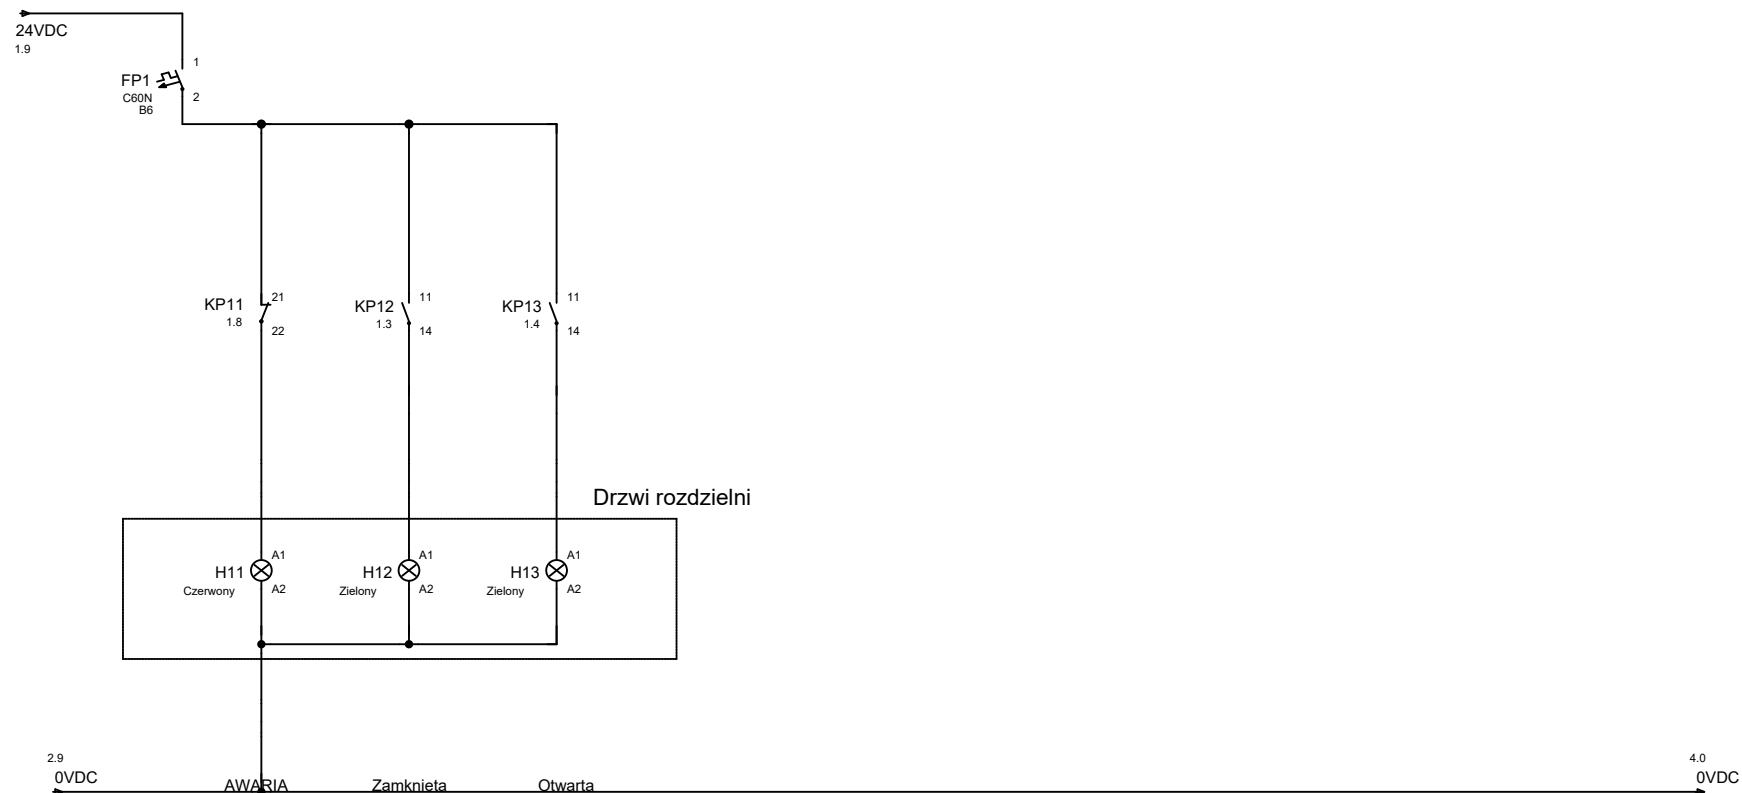 24VDC
1.9
1
FP1
C60N
B6
2
21
KP11
1.8
22
11
KP12
1.3
14
11
KP13
1.4
14
Drzwi rozdzielni
A1
H11
Czerwony
A2
A1
H12
Zielony
A2
A1
H13
Zielony
A2
2.9
0VDC
AWARIA
Zamknieta
Otwarta
4.0
0VDC